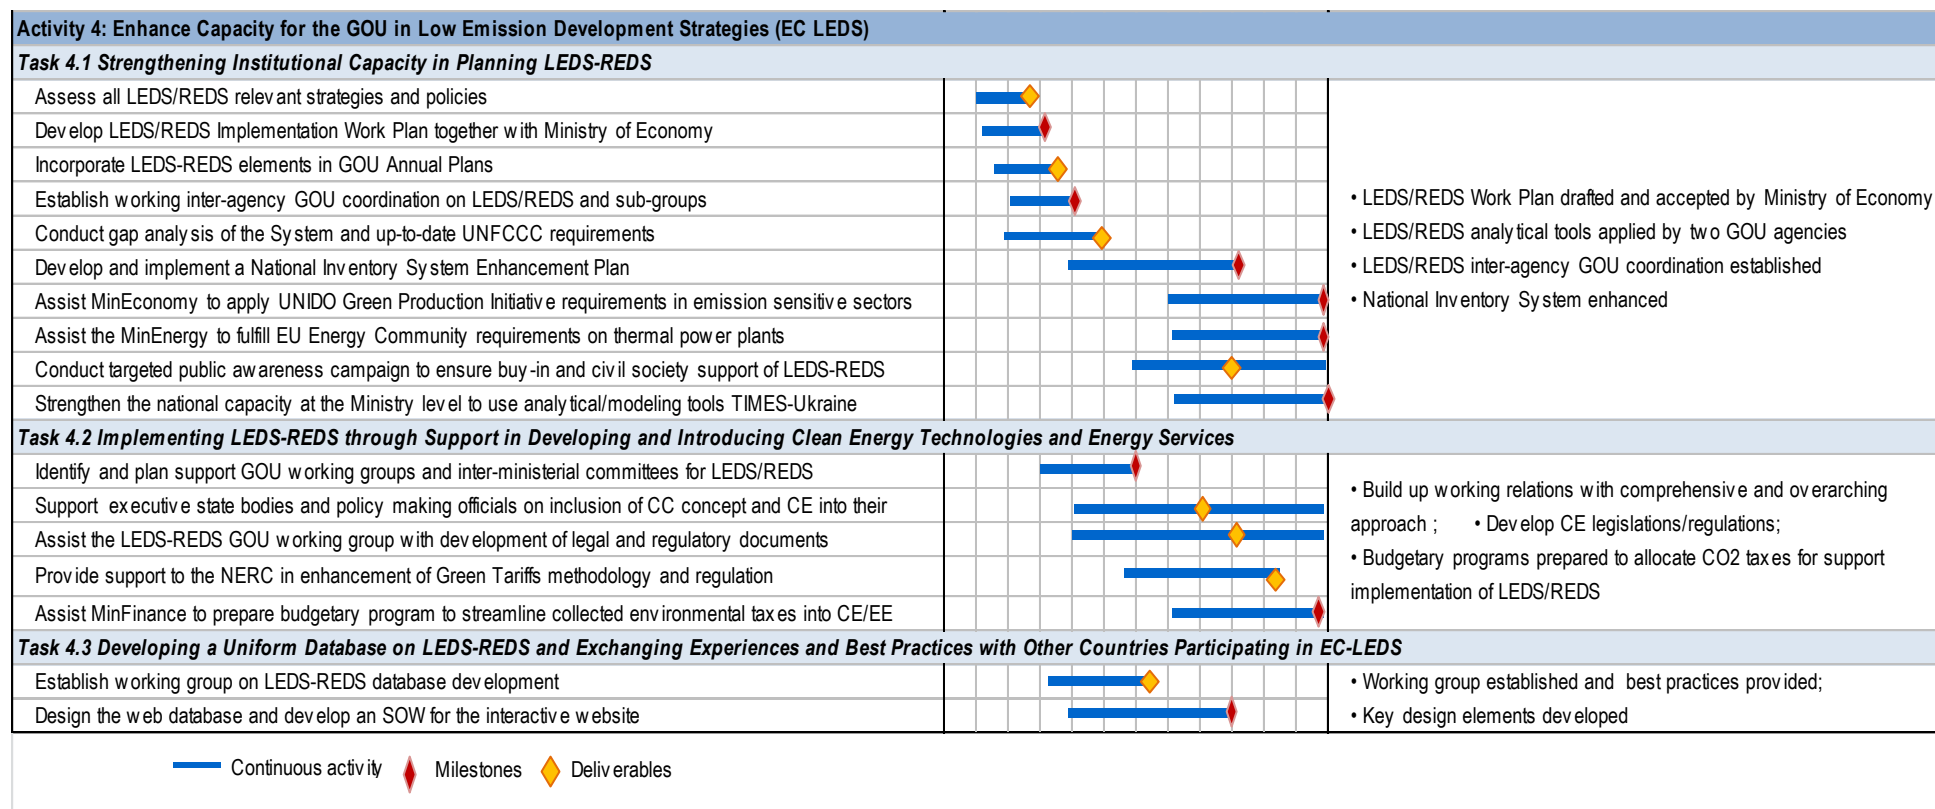 Activity 4: Enhance Capacity for the GOU in Low Emission Development Strategies (EC LEDS)
Task 4.1 Strengthening Institutional Capacity in Planning LEDS-REDS
Assess all LEDS/REDS relevant strategies and policies
Develop LEDS/REDS Implementation Work Plan together with Ministry of Economy
Incorporate LEDS-REDS elements in GOU Annual Plans
Establish working inter-agency GOU coordination on LEDS/REDS and sub-groups
Conduct gap analysis of the System and up-to-date UNFCCC requirements
Develop and implement a National Inventory System Enhancement Plan
Assist MinEconomy to apply UNIDO Green Production Initiative requirements in emission sensitive sectors
Assist the MinEnergy to fulfill EU Energy Community requirements on thermal power plants
Conduct targeted public awareness campaign to ensure buy-in and civil society support of LEDS-REDS
Strengthen the national capacity at the Ministry level to use analytical/modeling tools TIMES-Ukraine
• LEDS/REDS Work Plan drafted and accepted by Ministry of Economy
• LEDS/REDS analytical tools applied by two GOU agencies
• LEDS/REDS inter-agency GOU coordination established
• National Inventory System enhanced
Task 4.2 Implementing LEDS-REDS through Support in Developing and Introducing Clean Energy Technologies and Energy Services
Identify and plan support GOU working groups and inter-ministerial committees for LEDS/REDS
Support executive state bodies and policy making officials on inclusion of CC concept and CE into their
Assist the LEDS-REDS GOU working group with development of legal and regulatory documents
Provide support to the NERC in enhancement of Green Tariffs methodology and regulation
Assist MinFinance to prepare budgetary program to streamline collected environmental taxes into CE/EE
• Build up working relations with comprehensive and overarching
approach ; • Develop CE legislations/regulations;
• Budgetary programs prepared to allocate CO2 taxes for support
implementation of LEDS/REDS
Task 4.3 Developing a Uniform Database on LEDS-REDS and Exchanging Experiences and Best Practices with Other Countries Participating in EC-LEDS
Establish working group on LEDS-REDS database development
Design the web database and develop an SOW for the interactive website
• Working group established and best practices provided;
• Key design elements developed
Continuous activity Milestones Deliverables